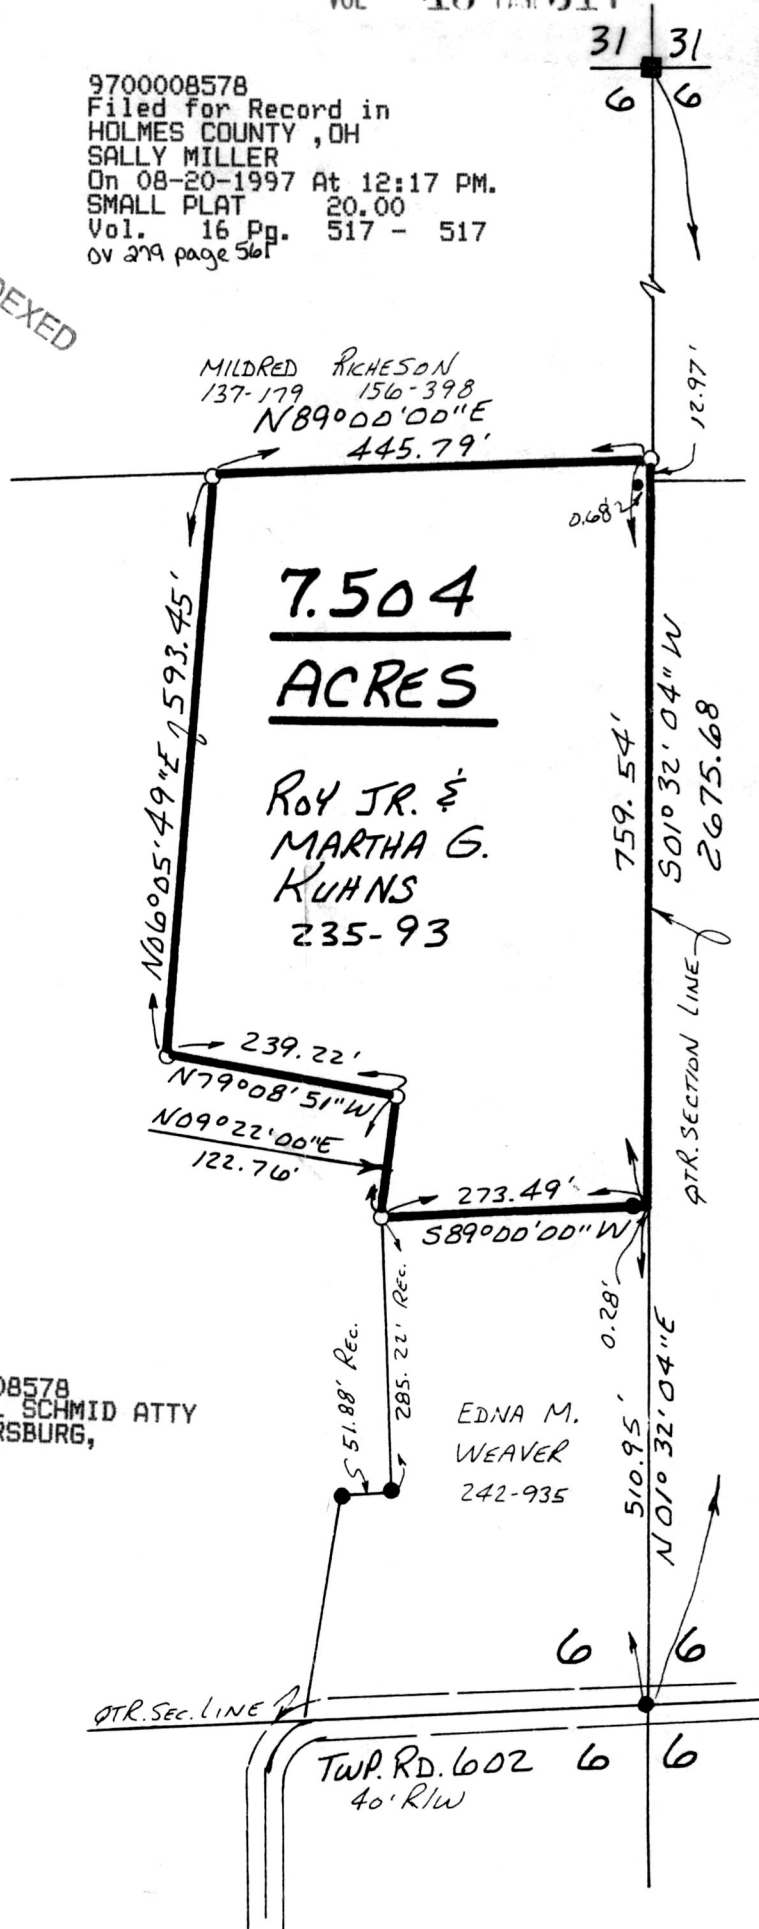 31 31
6 6
9700008578
Filed for Record in
HOLMES COUNTY ,OH
SALLY MILLER
On 08-20-1997 At 12:17 PM.
SMALL PLAT 20.00
Vol. 16 Pg. 517 - 517
OV 279 page 561
MILDRED RICHESON
137-179 156-398
N89°00'00"E
445.79'
12.97'
0.68'
7.504
ACRES
ROY JR. &
MARTHA G.
KUHNS
235-93
N06°05'49"E 593.45'
759.54'
S01°32'04"W
2675.68
QTR. SECTION LINE
239.22'
N79°08'51"W
N09°22'00"E
122.76'
273.49'
S89°00'00"W
0.28'
285.22' REC.
51.88' REC.
08578
SCHMID ATTY
RSBURG,
EDNA M.
WEAVER
242-935
510.95'
N01°32'04"E
6 6
QTR. SEC. LINE
TWP. RD. 602 6 6
40' R/W